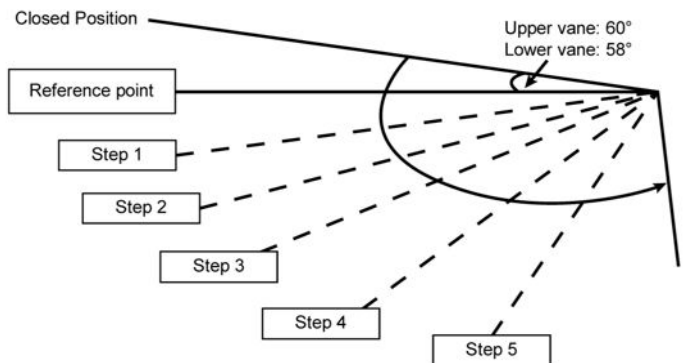 Closed Position
Upper vane: 60°
Lower vane: 58°
Reference point
Step 1
Step 2
Step 3
Step 4
Step 5